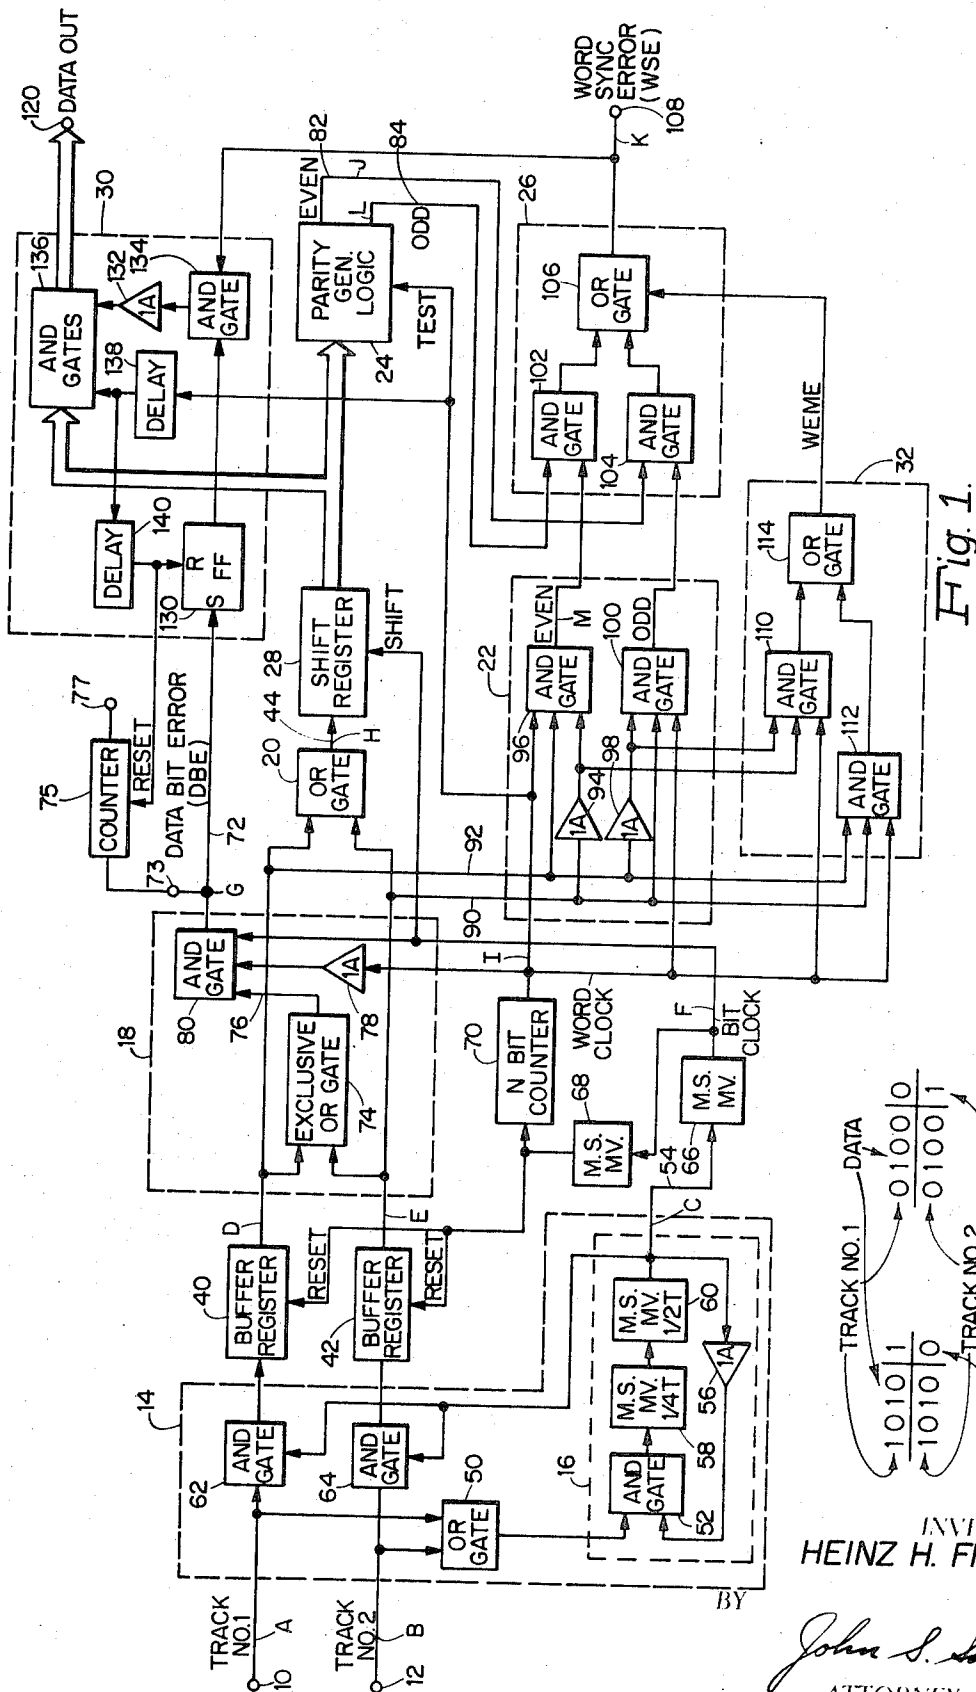 TRACK
NO.1
A
10
TRACK
NO.2
B
12
14
62
AND
GATE
64
AND
GATE
50
OR
GATE
16
AND
GATE
52
M.S.
MV.
1/4T
58
M.S.
MV.
1/2T
60
1A
56
C
54
40
BUFFER
REGISTER
RESET
42
BUFFER
REGISTER
RESET
D
E
18
EXCLUSIVE
OR GATE
74
76
1A
78
80
AND
GATE
G
72
73
DATA BIT ERROR
(DBE)
75
COUNTER
77
RESET
M.S.
MV.
66
M.S.
MV.
68
F
BIT
CLOCK
70
N BIT
COUNTER
I
WORD
CLOCK
90
92
20
OR
GATE
44
H
28
SHIFT
REGISTER
SHIFT
22
96
AND
GATE
EVEN
M
1A
94
1A
98
AND
GATE
100
ODD
130
S
R
FF
DELAY
140
DELAY
138
136
AND
GATES
132
1A
134
AND
GATE
30
120
DATA OUT
PARITY
GEN.
LOGIC
24
TEST
EVEN
82
J
L
ODD
84
26
102
AND
GATE
104
AND
GATE
106
OR
GATE
K
108
WORD
SYNC
ERROR
(WSE)
WEME
32
110
AND
GATE
112
AND
GATE
114
OR
GATE
Fig. 1.
TRACK NO.1
DATA
1010 1
1010 0
0100 0
0100 1
TRACK NO.2
HEINZ H.
BY
John S.